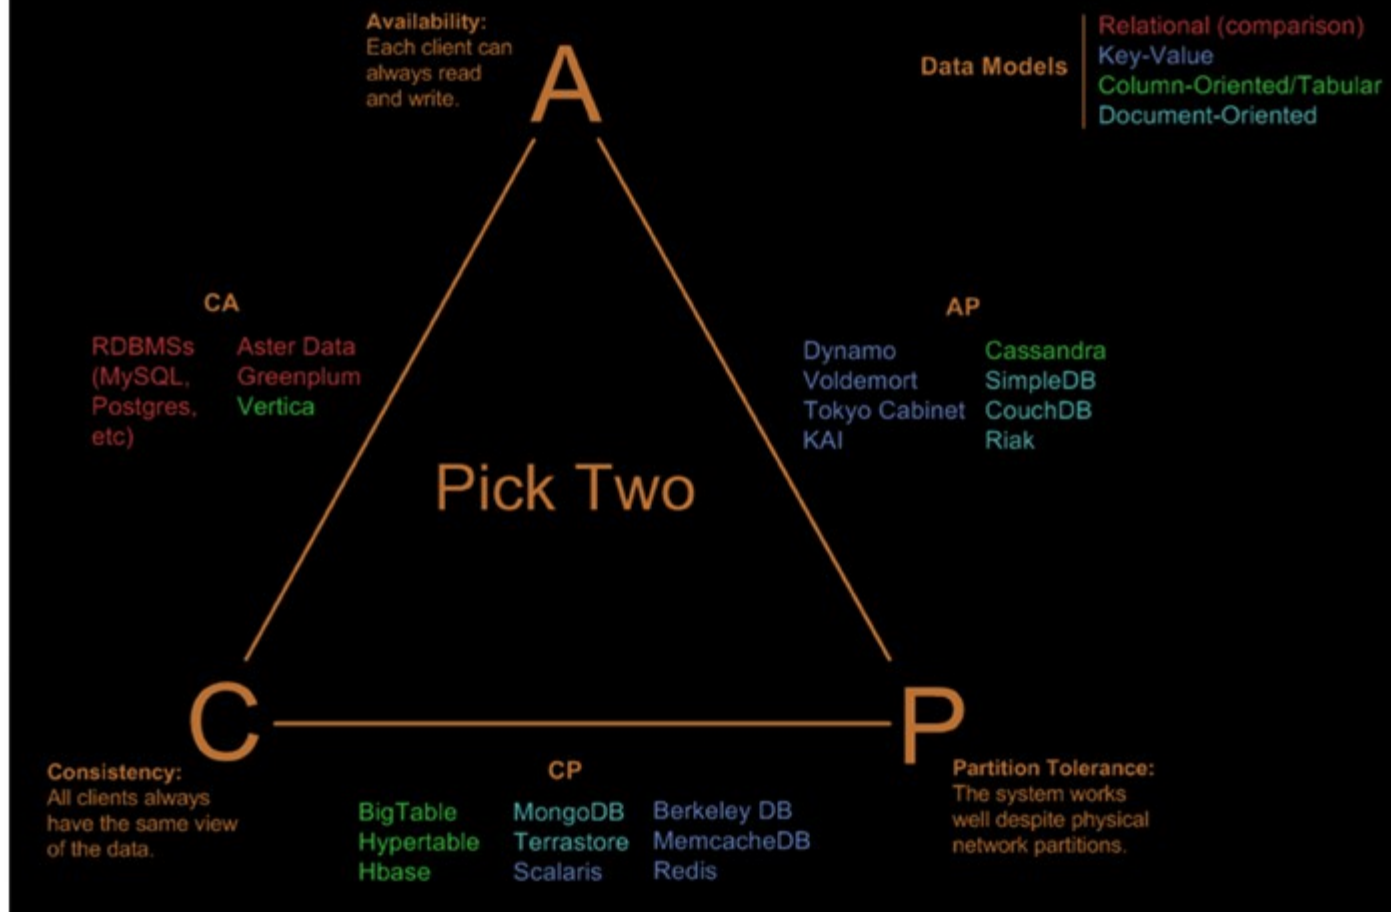 Availability:
Each client can
always read
and write.
A
Data Models
Relational (comparison)
Key-Value
Column-Oriented/Tabular
Document-Oriented
CA
RDBMSs
(MySQL,
Postgres,
etc)
Aster Data
Greenplum
Vertica
AP
Dynamo
Voldemort
Tokyo Cabinet
KAI
Cassandra
SimpleDB
CouchDB
Riak
Pick Two
C
Consistency:
All clients always
have the same view
of the data.
CP
BigTable
Hypertable
Hbase
MongoDB
Terrastore
Scalaris
Berkeley DB
MemcacheDB
Redis
P
Partition Tolerance:
The system works
well despite physical
network partitions.